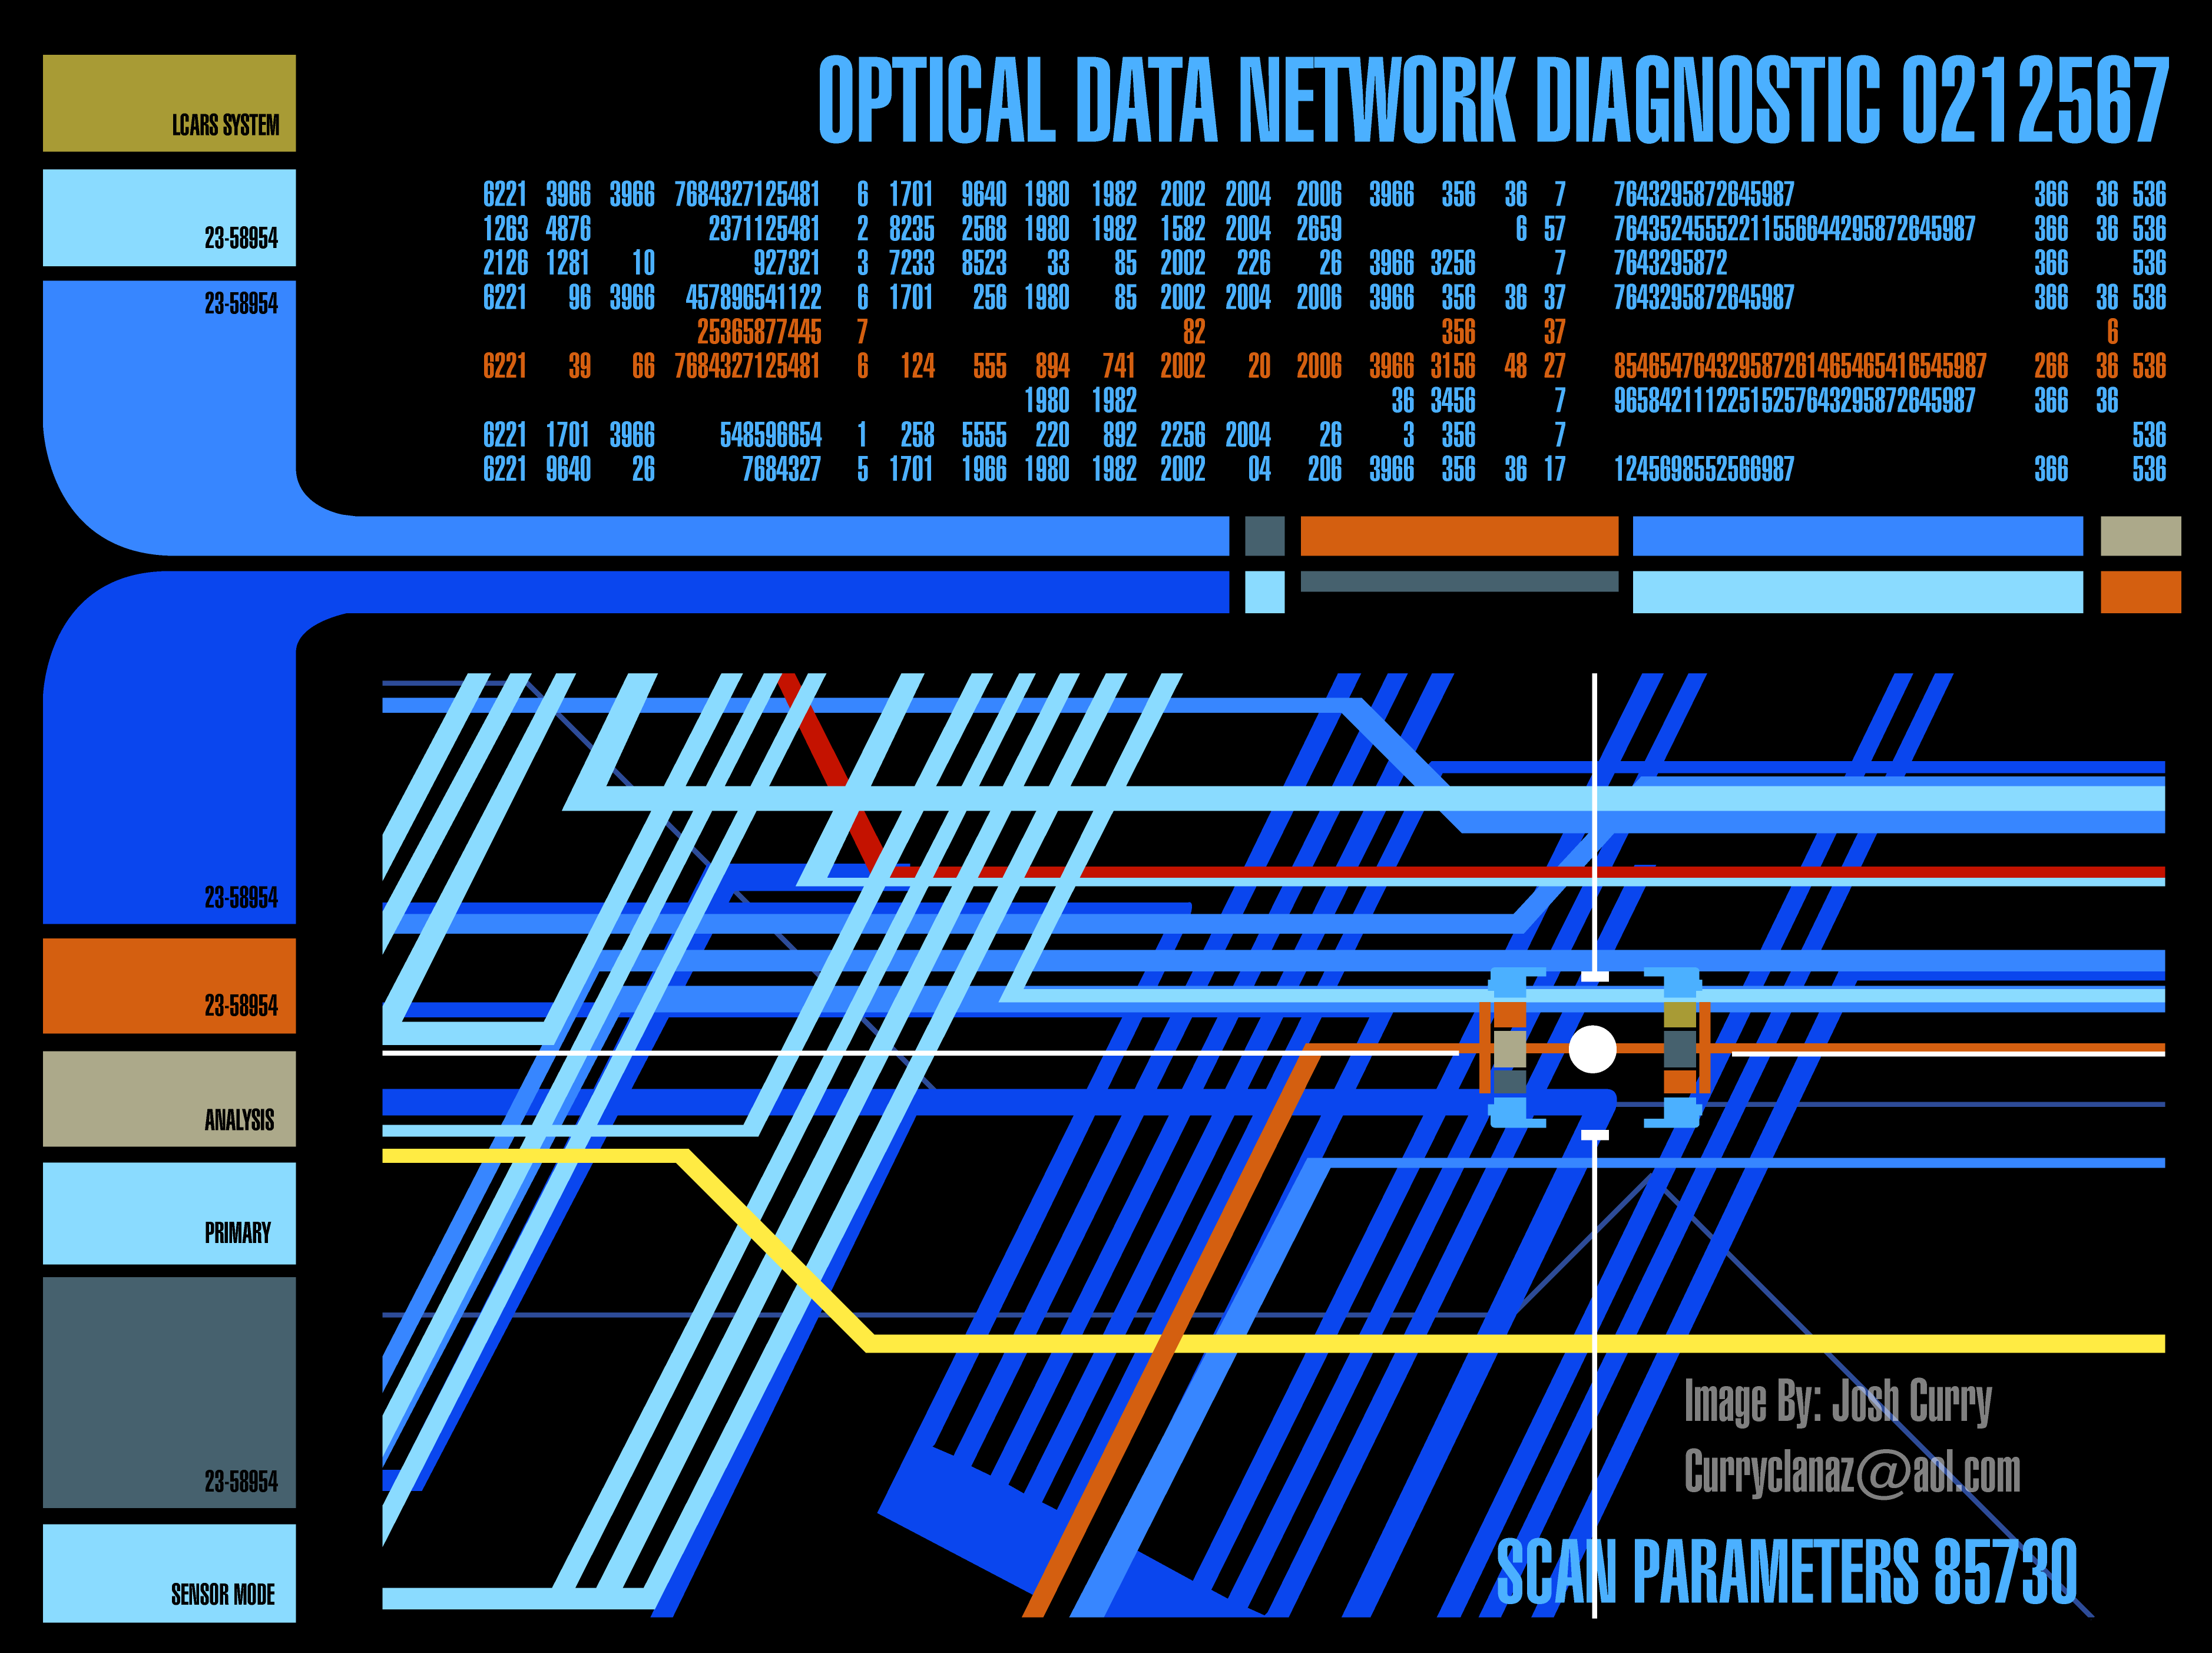 OPTICAL DATA NETWORK DIAGNOSTIC 0212567
LCARS SYSTEM
23-58954
23-58954
6221 3966 3966 7684327125481 6 1701 9640 1980 1982 2002 2004 2006 3966 356 36 7 7643295872645987 366 36 536
1263 4876 2371125481 2 8235 2568 1980 1982 1582 2004 2659 6 57 76435245552211556644295872645987 366 36 536
2126 1281 10 927321 3 7233 8523 33 85 2002 226 26 3966 3256 7 7643295872 366 536
6221 96 3966 457896541122 6 1701 256 1980 85 2002 2004 2006 3966 356 36 37 7643295872645987 366 36 536
25365877445 7 82 356 37 6
6221 39 66 7684327125481 6 124 555 894 741 2002 20 2006 3966 3156 48 27 854654764329587261465465416545987 266 36 536
1980 1982 36 3456 7 96584211122515257643295872645987 366 36
6221 1701 3966 548596654 1 258 5555 220 892 2256 2004 26 3 356 7 536
6221 9640 26 7684327 5 1701 1966 1980 1982 2002 04 206 3966 356 36 17 1245698552566987 366 536
23-58954
23-58954
ANALYSIS
PRIMARY
23-58954
SENSOR MODE
Image By: Josh Curry
Curryclanaz@aol.com
SCAN PARAMETERS 85730